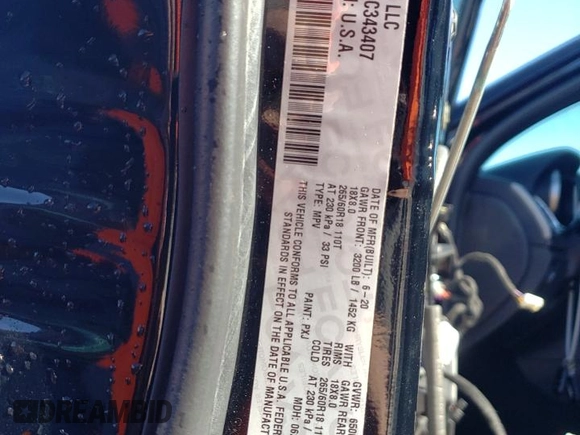 LLC
C343407
: U.S.A.
DATE OF MFR(BUILT): 6-20 GVWR: 650
GAWR FRONT: 3200 LB/ 1452 KG WITH GAWR REAR
18X8.0 RIMS 18X8.0
265/60R18 110T TIRES 265/60R18 11
AT 230 kPa / 33 PSI COLD AT 230 kPa /
TYPE: MPV PAINT: PXJ MDH: 06
THIS VEHICLE CONFORMS TO ALL APPLICABLE U.S.A. FEDER
STANDARDS IN EFFECT ON THE DATE OF MANUFACT
DREAMBID